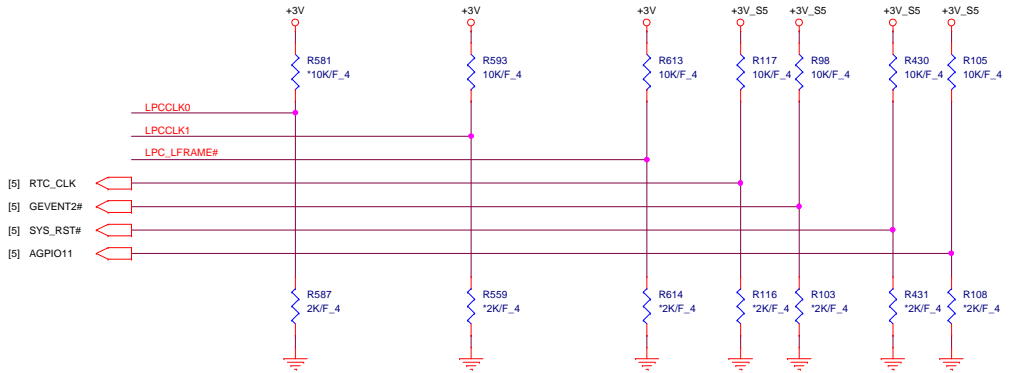 +3V +3V +3V +3V_S5 +3V_S5 +3V_S5 +3V_S5
R581 R593 R613 R117 R98 R430 R105
*10K/F_4 10K/F_4 10K/F_4 10K/F_4 10K/F_4 10K/F_4 10K/F_4
LPCCLK0
LPCCLK1
LPC_LFRAME#
[5] RTC_CLK
[5] GEVENT2#
[5] SYS_RST#
[5] AGPIO11
R587 R559 R614 R116 R103 R431 R108
2K/F_4 *2K/F_4 *2K/F_4 *2K/F_4 *2K/F_4 *2K/F_4 *2K/F_4